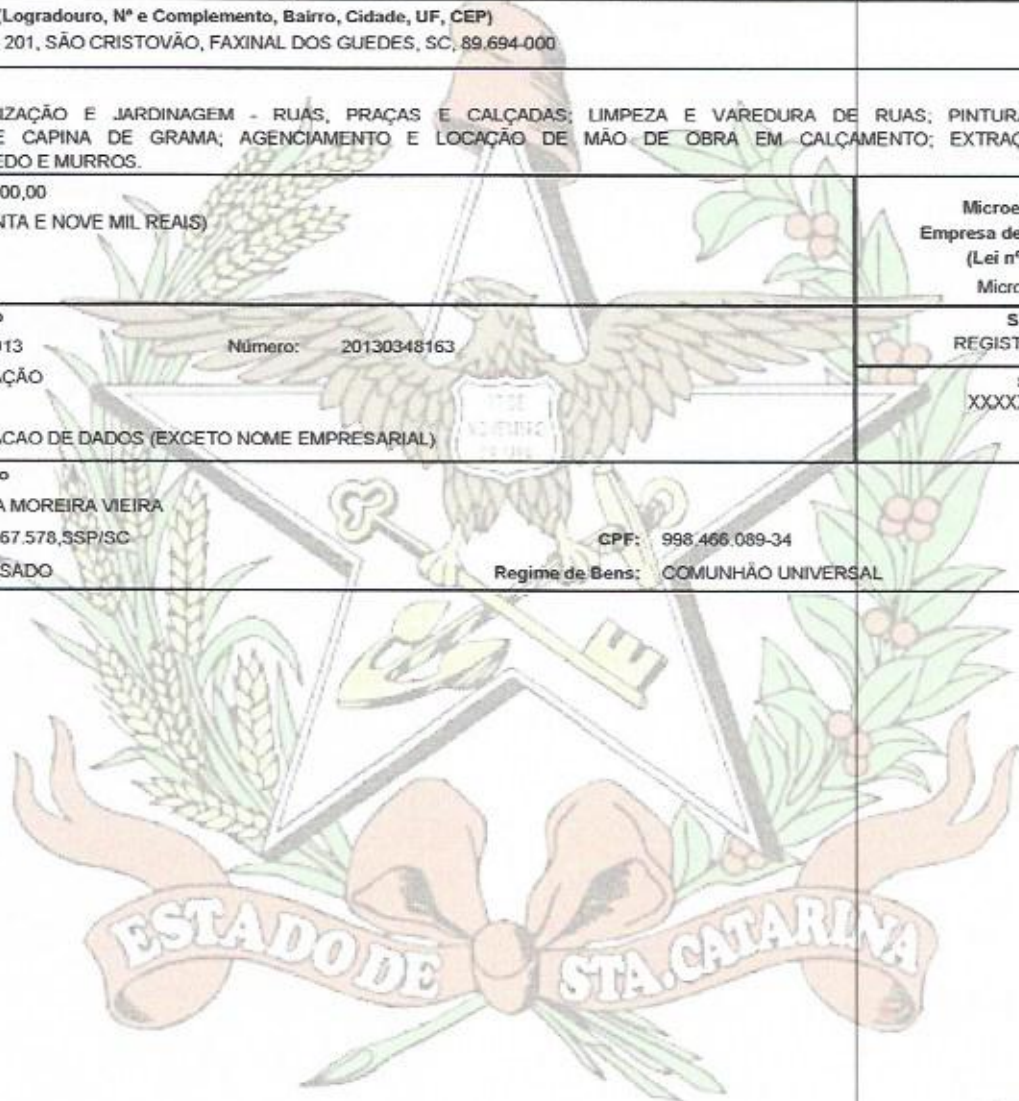 (Logradouro, Nº e Complemento, Bairro, Cidade, UF, CEP)
201, SÃO CRISTOVÃO, FAXINAL DOS GUEDES, SC, 89.694-000
IZAÇÃO E JARDINAGEM - RUAS, PRAÇAS E CALÇADAS; LIMPEZA E VAREDURA DE RUAS; PINTURA
E CAPINA DE GRAMA; AGENCIAMENTO E LOCAÇÃO DE MÃO DE OBRA EM CALÇAMENTO; EXTRAÇ
EDO E MURROS.
00,00
NTA E NOVE MIL REAIS)
Microe
Empresa de
(Lei nº
Micro
o
013 Número: 20130348163
AÇÃO
ACAO DE DADOS (EXCETO NOME EMPRESARIAL)
S
REGIST
XXXX
o
A MOREIRA VIEIRA
67.578,SSP/SC CPF: 998.466.089-34
SADO Regime de Bens: COMUNHÃO UNIVERSAL
17 DE
NOVEMBRO
ESTADO DE STA.CATARINA